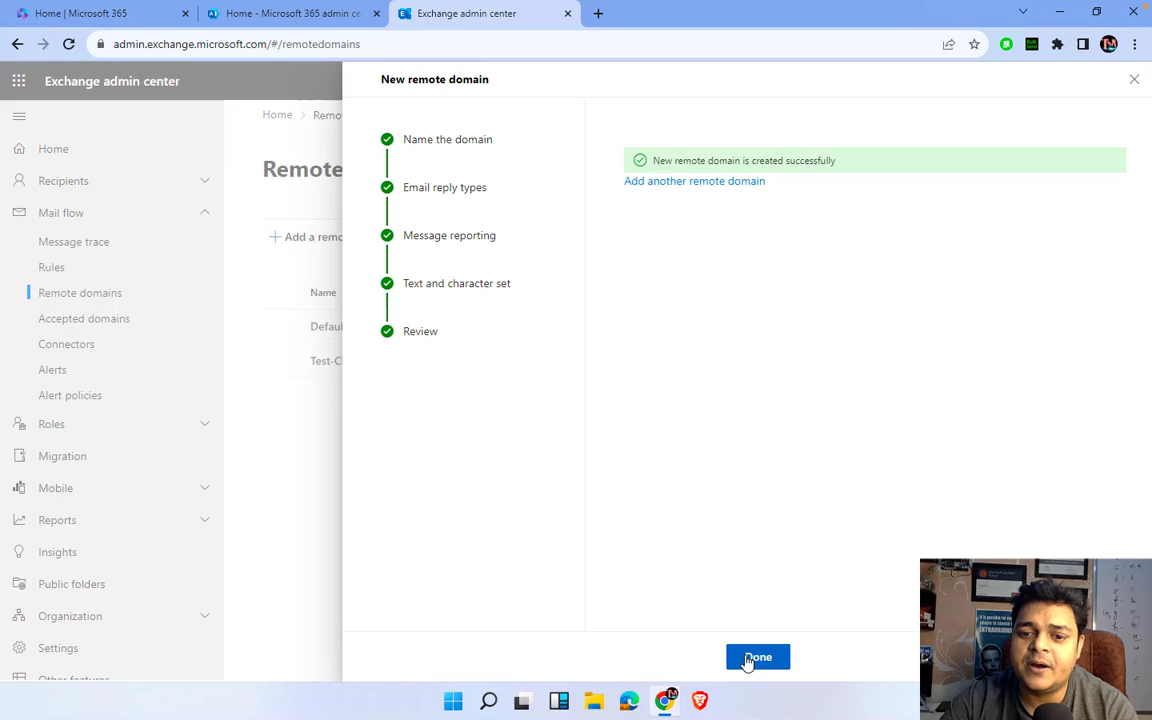 Home | Microsoft 365
Home - Microsoft 365 admin ce
Exchange admin center
admin.exchange.microsoft.com/#/remotedomains
Exchange admin center
New remote domain
Home > Remo
Remote
Add a remo
Name
Defaul
Test-C
Home
Recipients
Mail flow
Message trace
Rules
Remote domains
Accepted domains
Connectors
Alerts
Alert policies
Roles
Migration
Mobile
Reports
Insights
Public folders
Organization
Settings
Other features
Name the domain
Email reply types
Message reporting
Text and character set
Review
New remote domain is created successfully
Add another remote domain
Done